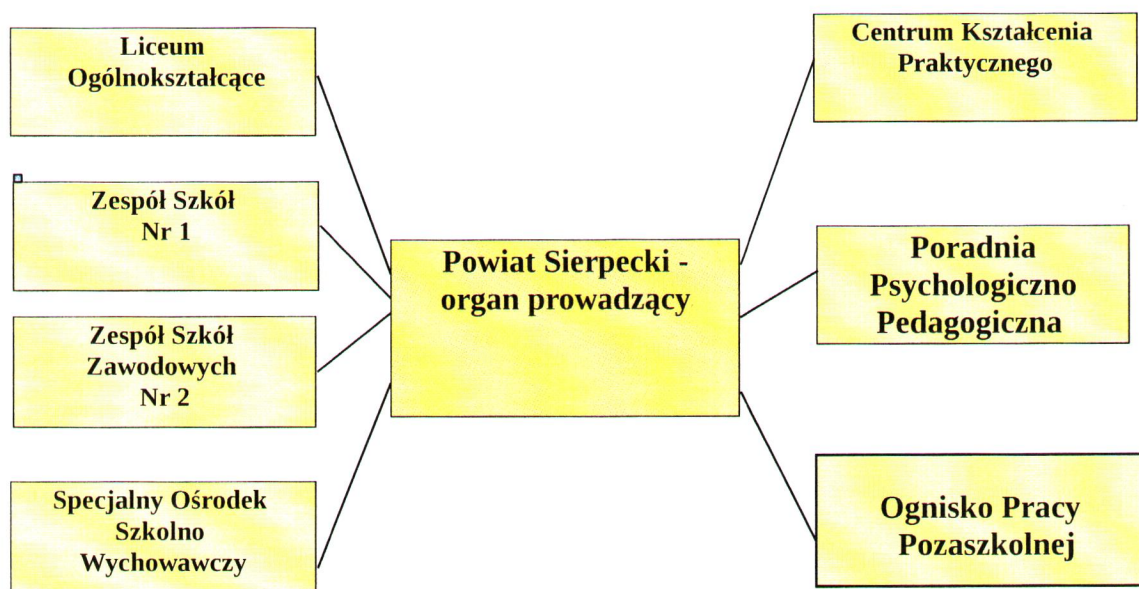 Liceum
Ogólnokształcące
Zespół Szkół
Nr 1
Zespół Szkół
Zawodowych
Nr 2
Specjalny Ośrodek
Szkolno
Wychowawczy
Powiat Sierpecki -
organ prowadzący
Centrum Kształcenia
Praktycznego
Poradnia
Psychologiczno
Pedagogiczna
Ognisko Pracy
Pozaszkolnej